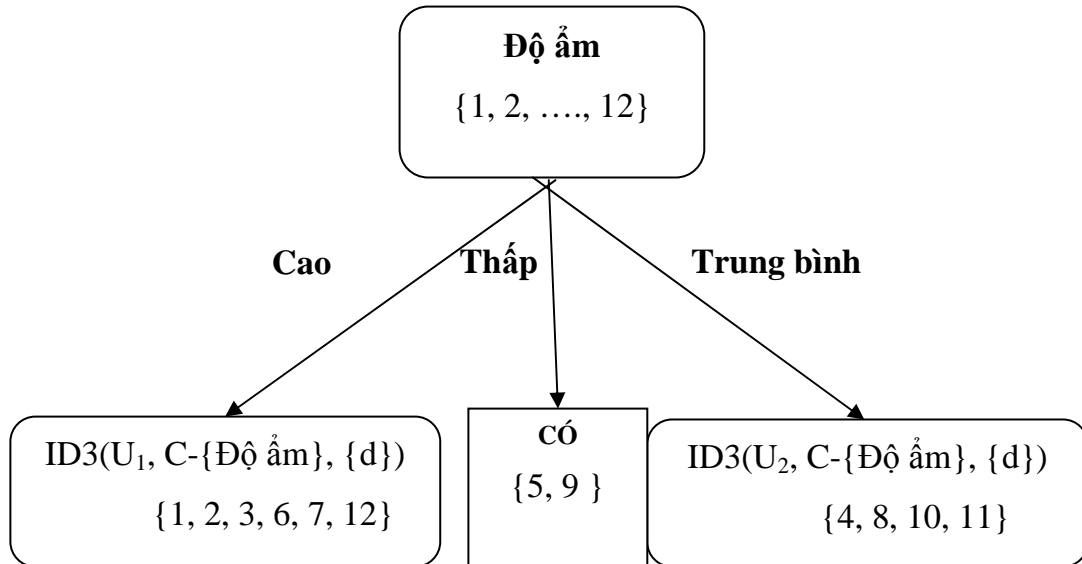 Độ ẩm
{1, 2, …., 12}
Cao
Thấp
Trung bình
ID3(U₁, C-{Độ ẩm}, {d})
{1, 2, 3, 6, 7, 12}
CÓ
{5, 9 }
ID3(U₂, C-{Độ ẩm}, {d})
{4, 8, 10, 11}